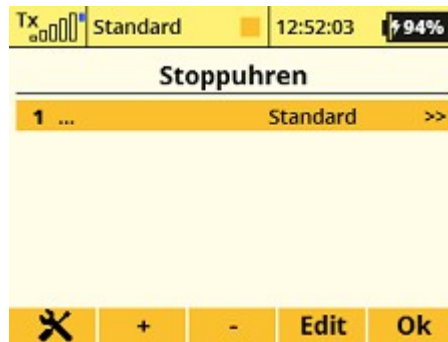 Tx Standard 12:52:03 94%
Stoppuhren
1 ... Standard >>
+ - Edit Ok